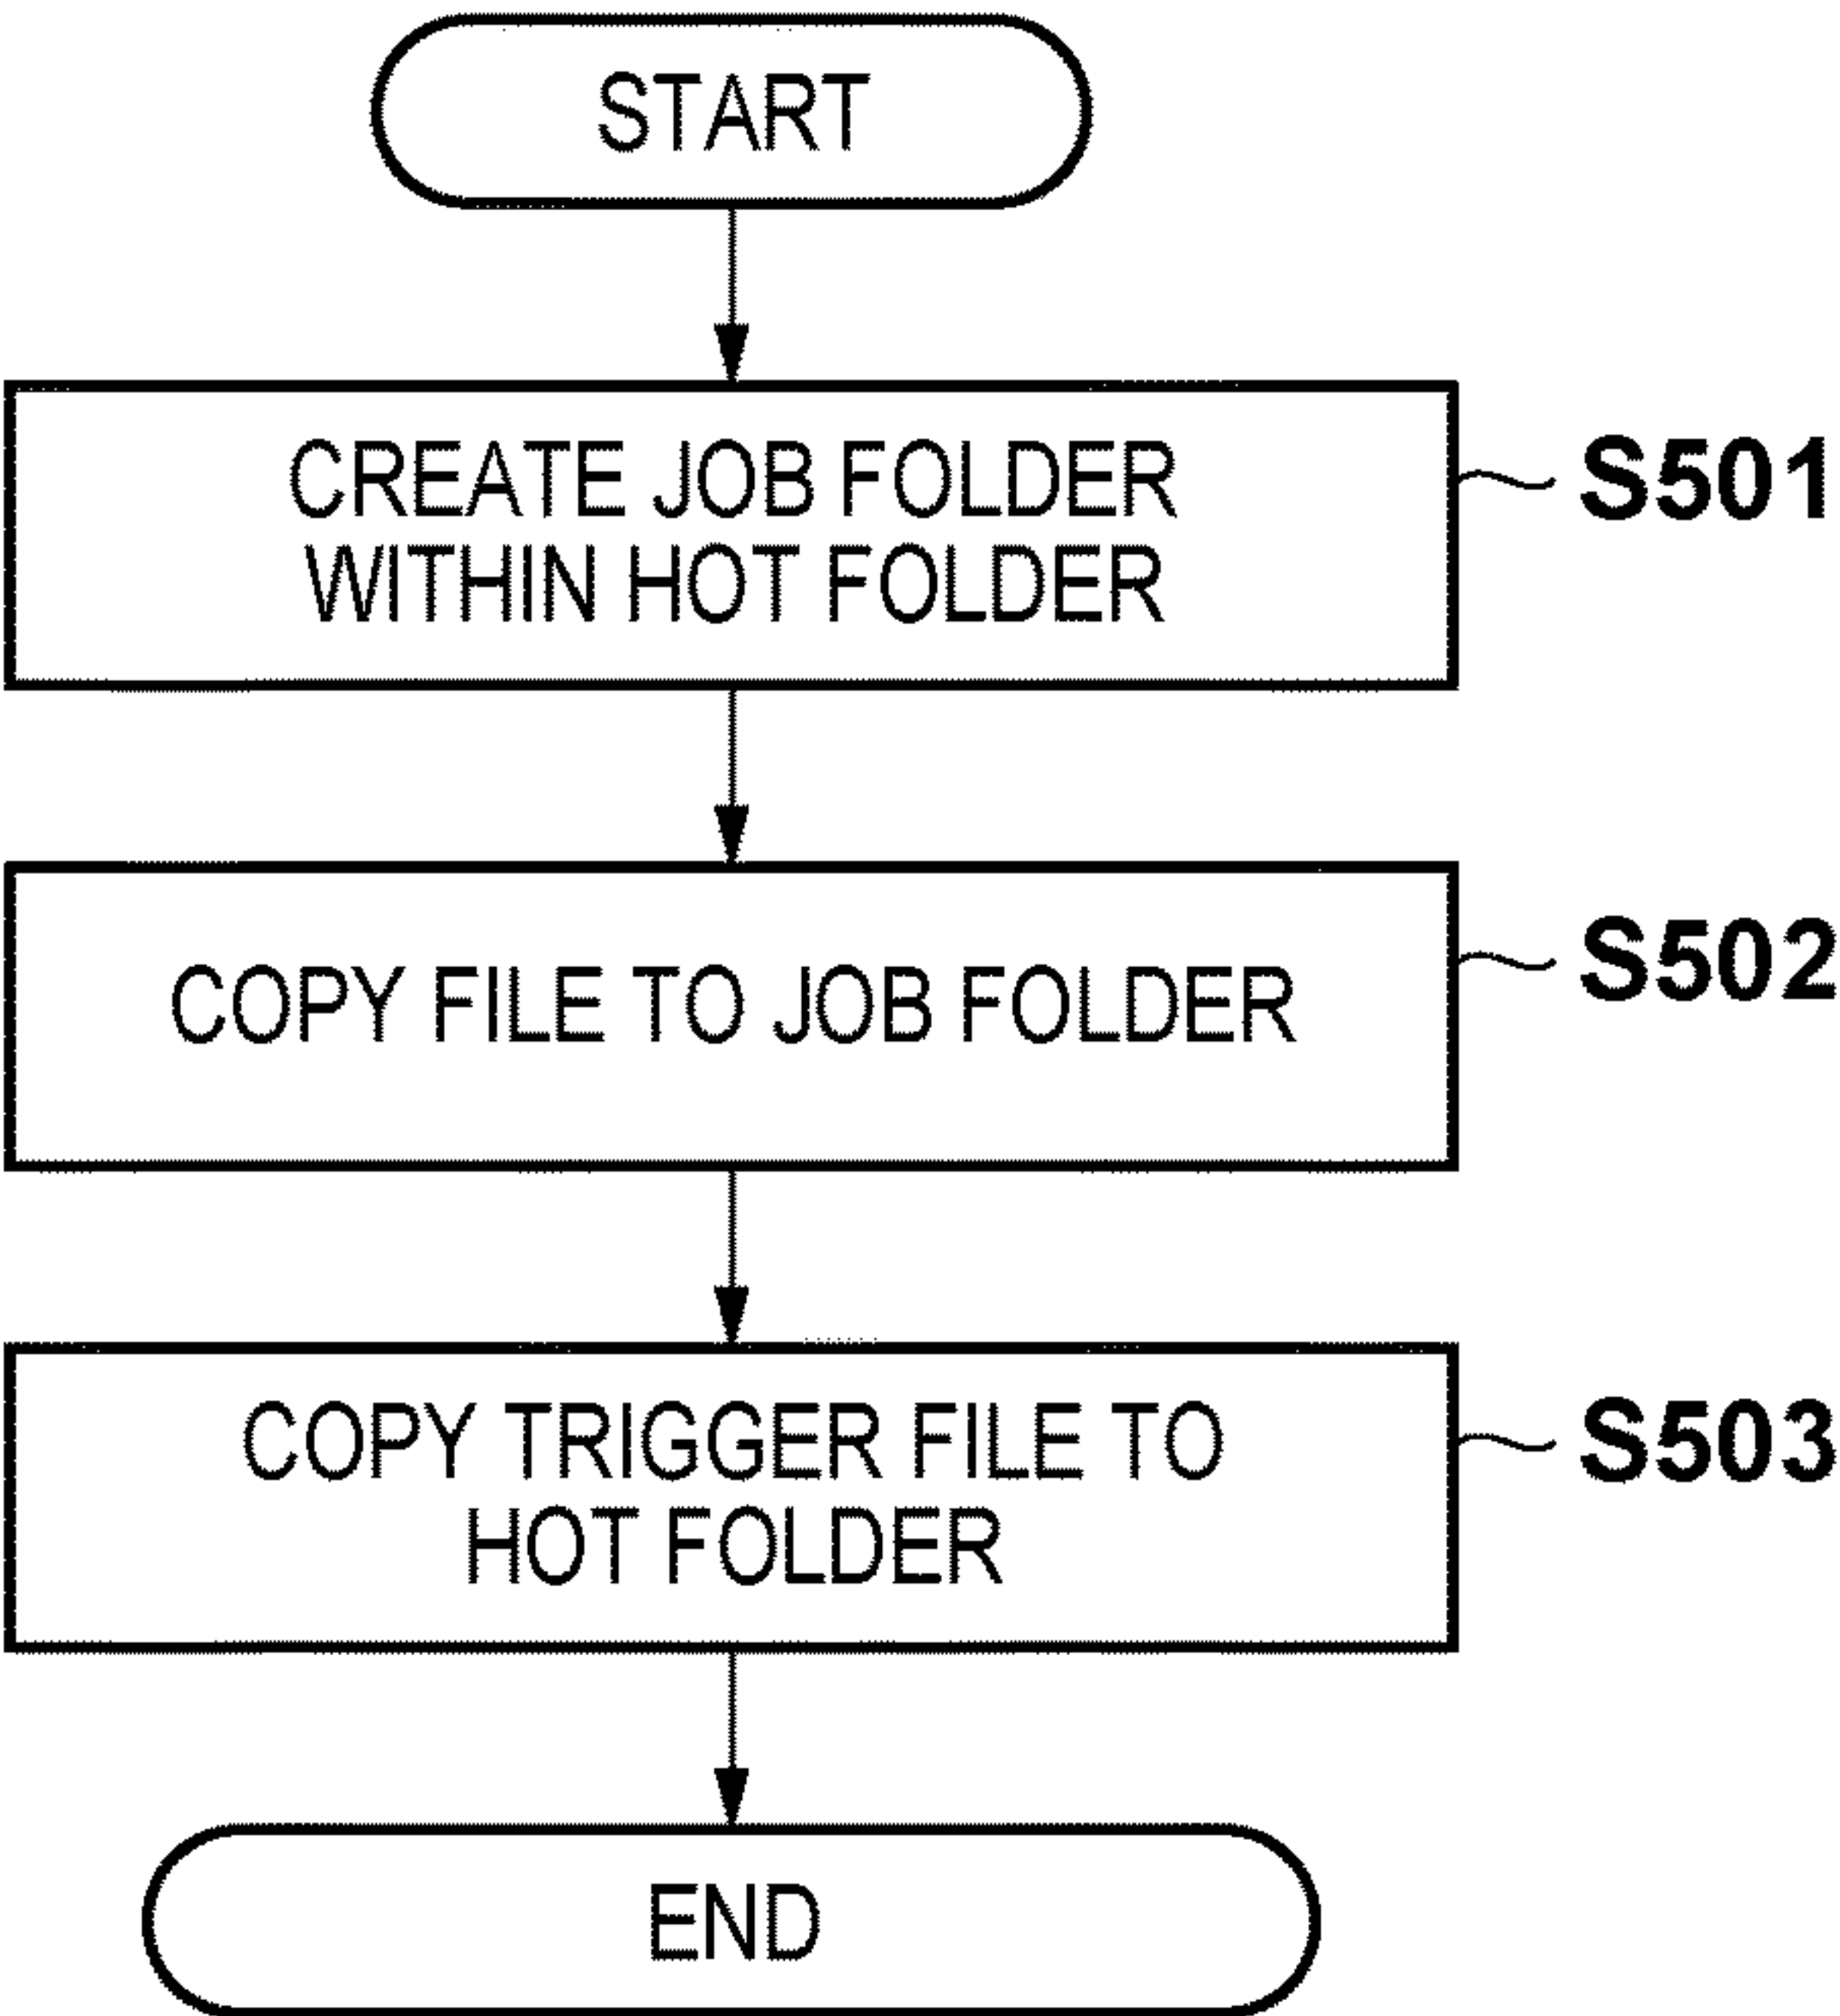 START
CREATE JOB FOLDER
WITHIN HOT FOLDER
S501
COPY FILE TO JOB FOLDER
S502
COPY TRIGGER FILE TO
HOT FOLDER
S503
END